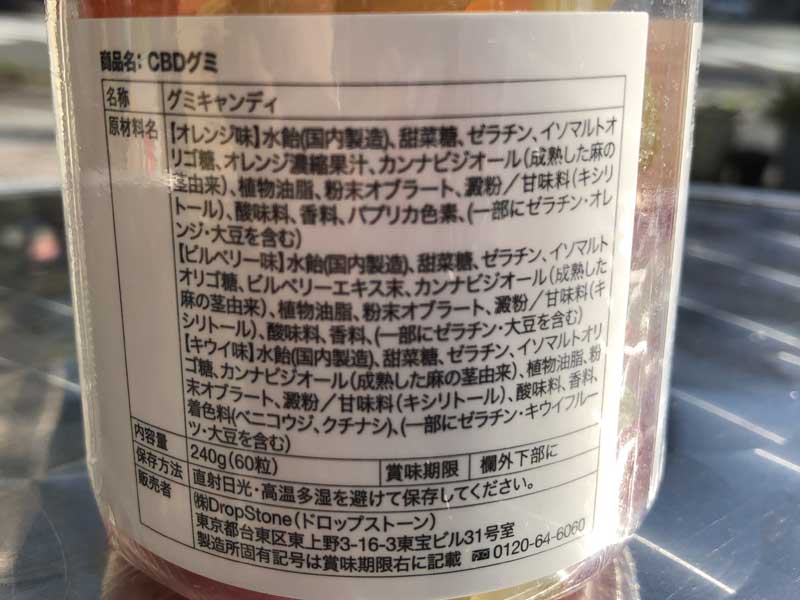 商品名：CBDグミ
名称 グミキャンディ
原材料名 【オレンジ味】水飴(国内製造)、甜菜糖、ゼラチン、イソマルトオ
リゴ糖、オレンジ濃縮果汁、カンナビジオール（成熟した麻の
茎由来）、植物油脂、粉末オブラート、澱粉／甘味料（キシリ
トール）、酸味料、香料、パプリカ色素、（一部にゼラチン・オレ
ンジ・大豆を含む）
【ビルベリー味】水飴(国内製造)、甜菜糖、ゼラチン、イソマルト
オリゴ糖、ビルベリーエキス末、カンナビジオール（成熟した
麻の茎由来）、植物油脂、粉末オブラート、澱粉／甘味料（キ
シリトール）、酸味料、香料、（一部にゼラチン・大豆を含む）
【キウイ味】水飴(国内製造)、甜菜糖、ゼラチン、イソマルトオリ
ゴ糖、カンナビジオール（成熟した麻の茎由来）、植物油脂、粉
末オブラート、澱粉／甘味料（キシリトール）、酸味料、香料、
着色料（ベニコウジ、クチナシ）、（一部にゼラチン・キウイフルー
ツ・大豆を含む）
内容量 240g（60粒） 賞味期限 欄外下部に
保存方法 直射日光・高温多湿を避けて保存してください。
販売者 ㈱DropStone（ドロップストーン）
東京都台東区東上野3-16-3東宝ビル31号室
製造所固有記号は賞味期限右に記載 0120-64-6060